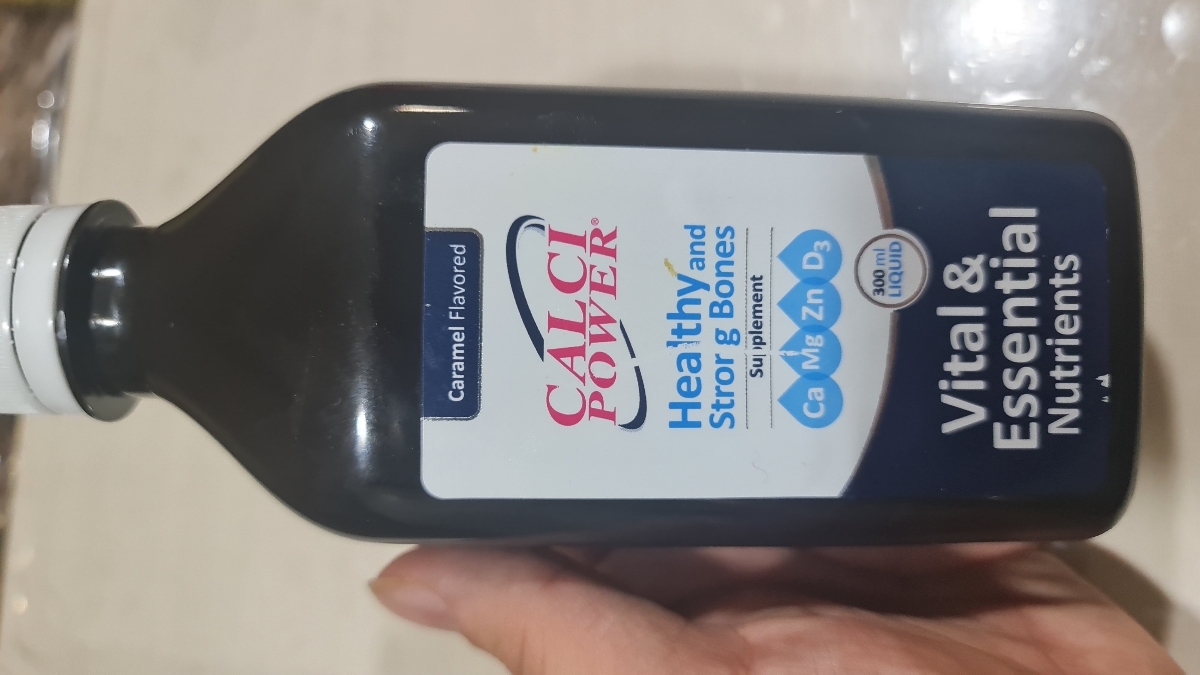 Caramel Flavored
CALCI
POWER®
Healthy and
Stror g Bones
Su plement
Ca Mg Zn D3
300 ml
LIQUID
Vital &
Essential
Nutrients